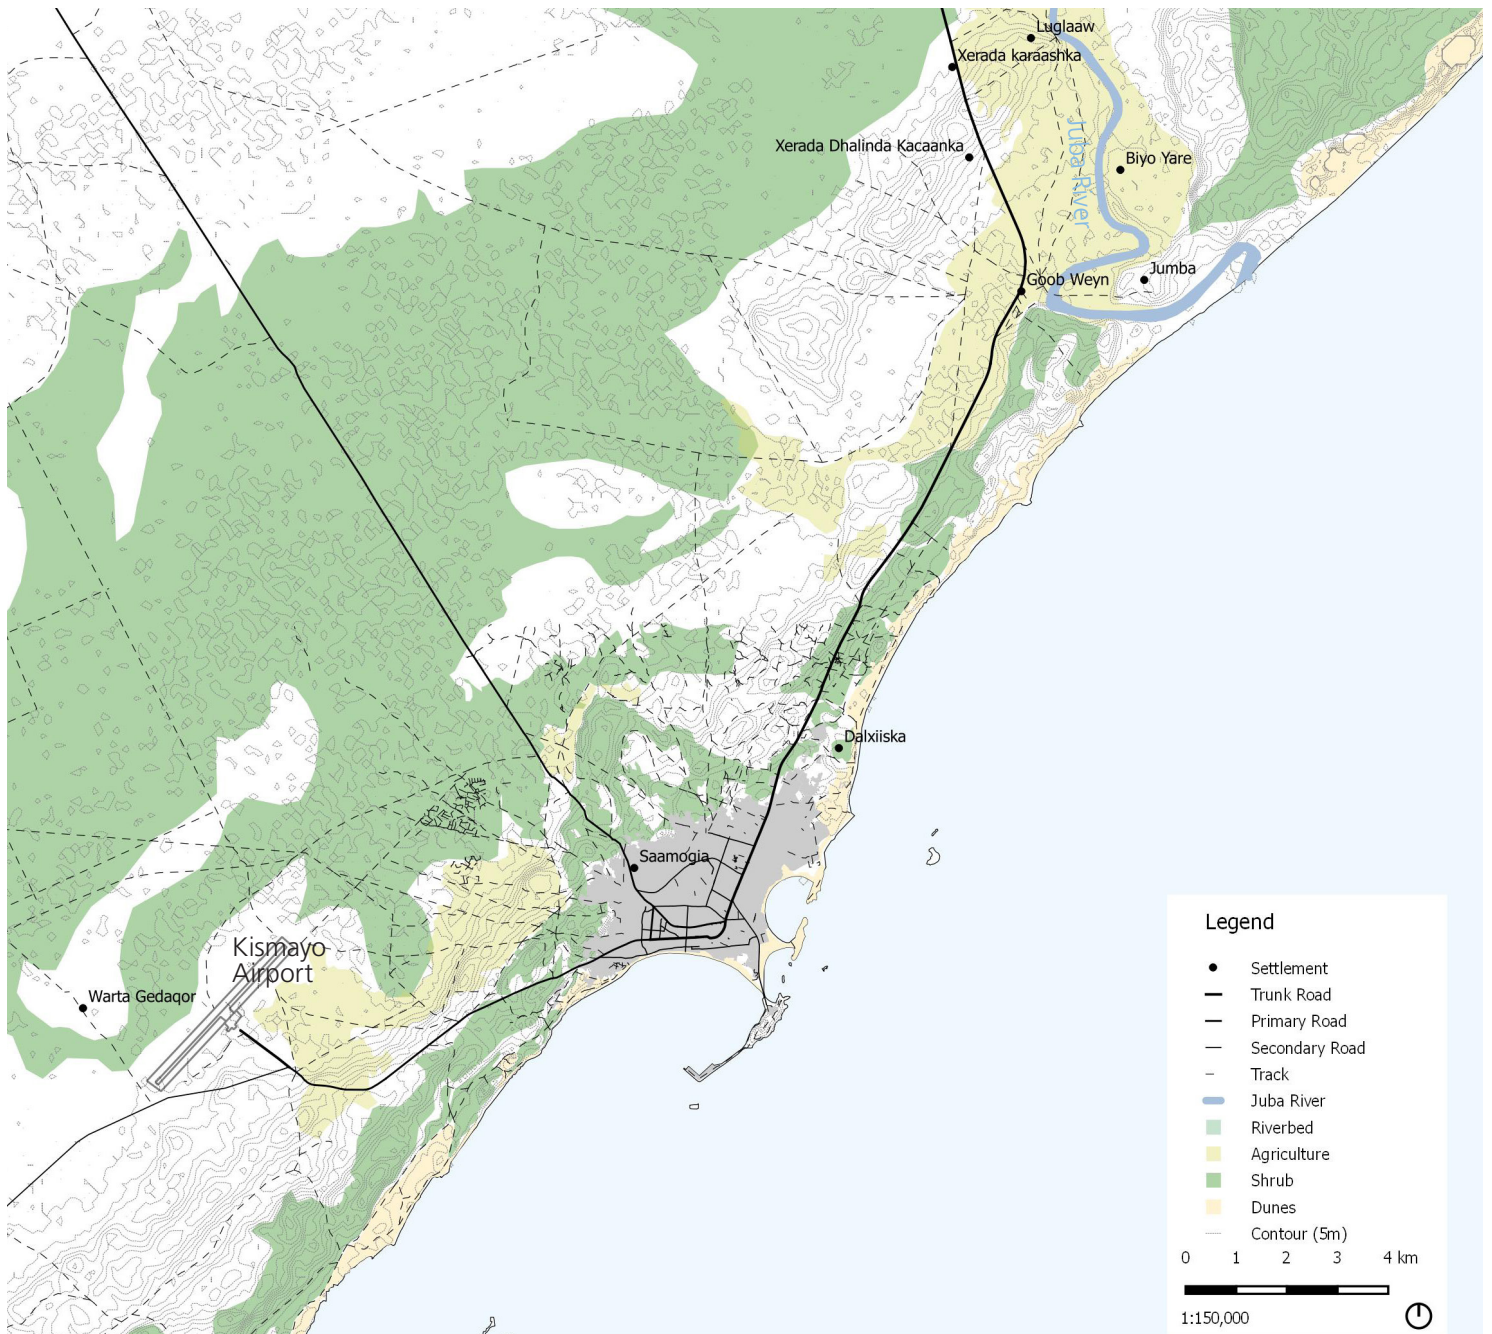 Luglaaw
Xerada karaashka
Xerada Dhalinda Kacaanka
Juba River
Biyo Yare
Jumba
Goob Weyn
Dalxiiska
Saamogia
Kismayo
Airport
Warta Gedaqor
Legend
Settlement
Trunk Road
Primary Road
Secondary Road
Track
Juba River
Riverbed
Agriculture
Shrub
Dunes
Contour (5m)
0 1 2 3 4 km
1:150,000